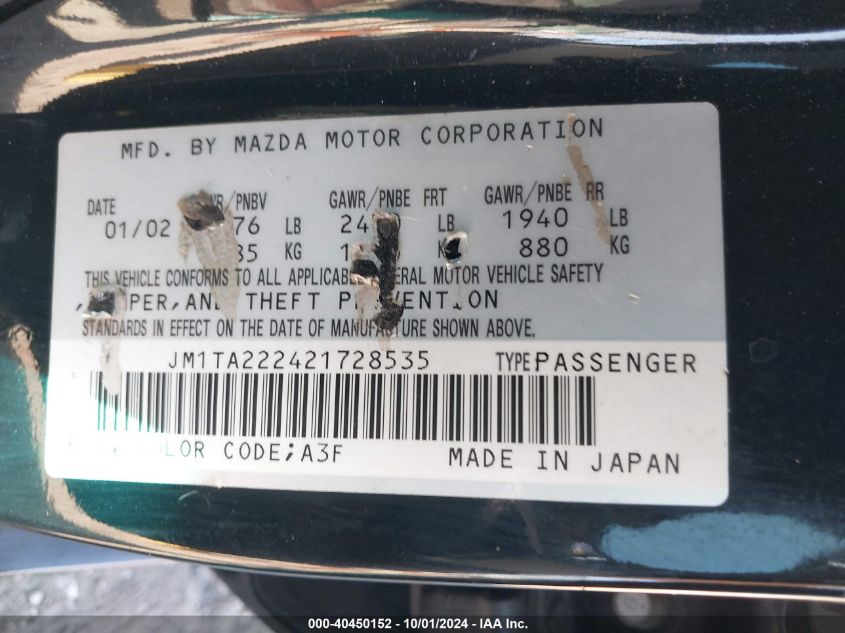 MFD. BY MAZDA MOTOR CORPORATION
DATE GAWR/PNBE FRT GAWR/PNBE RR
01/02 LB LB 1940 LB
KG 880 KG
THIS VEHICLE CONFORMS TO ALL APPLICABLE MOTOR VEHICLE SAFETY
THEFT PREVENTION
STANDARDS IN EFFECT ON THE DATE OF MANUFACTURE SHOWN ABOVE.
JM1TA222421728535 TYPE PASSENGER
COLOR CODE;A3F MADE IN JAPAN
000-40450152 - 10/01/2024 - IAA Inc.